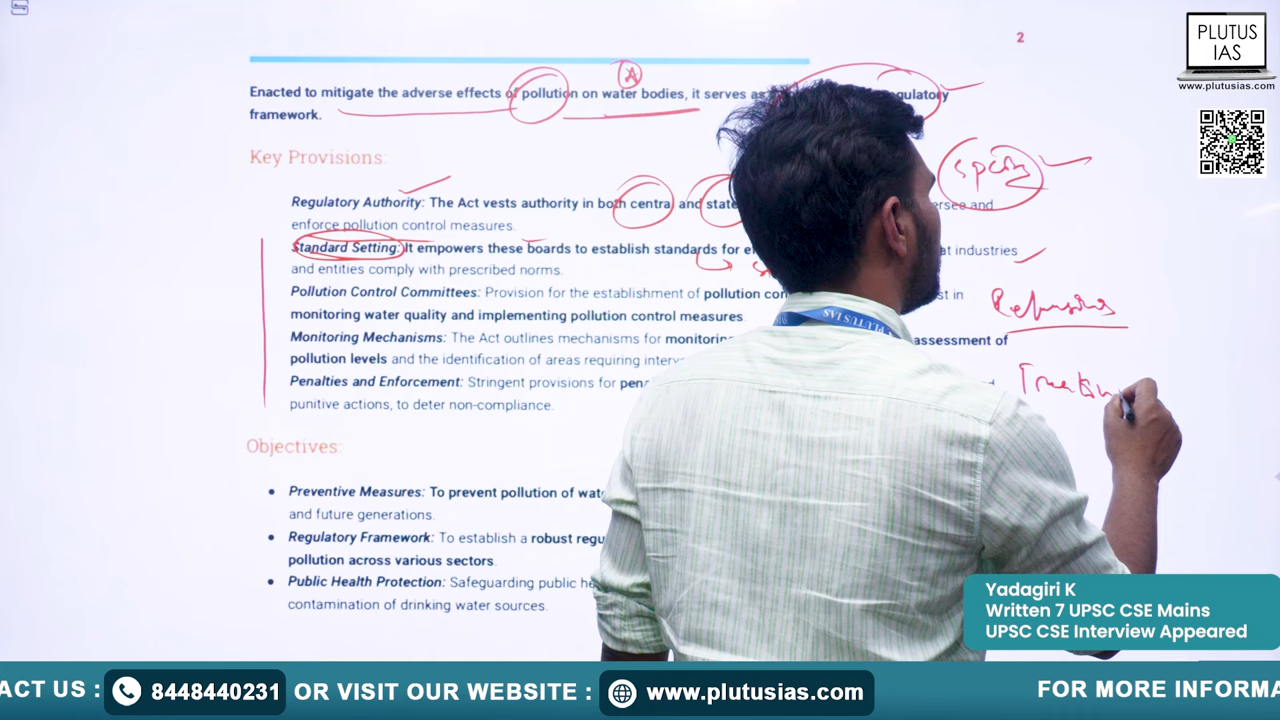 2
PLUTUS
IAS
www.plutusias.com
Enacted to mitigate the adverse effects of pollution on water bodies, it serves as
framework.
Key Provisions:
Regulatory Authority: The Act vests authority in both central and state
enforce pollution control measures.
Standard Setting: It empowers these boards to establish standards for at industries
and entities comply with prescribed norms.
Pollution Control Committees: Provision for the establishment of pollution in
monitoring water quality and implementing pollution control measures.
Monitoring Mechanisms: The Act outlines mechanisms for assessment of
pollution levels and the identification of areas requiring
Penalties and Enforcement: Stringent provisions for
punitive actions, to deter non-compliance.
Objectives:
Preventive Measures: To prevent pollution of
and future generations.
Regulatory Framework: To establish a robust
pollution across various sectors.
Public Health Protection: Safeguarding public
contamination of drinking water sources.
PLUTUS IAS
Yadagiri K
Written 7 UPSC CSE Mains
UPSC CSE Interview Appeared
ACT US : 8448440231 OR VISIT OUR WEBSITE : www.plutusias.com FOR MORE INFORMA